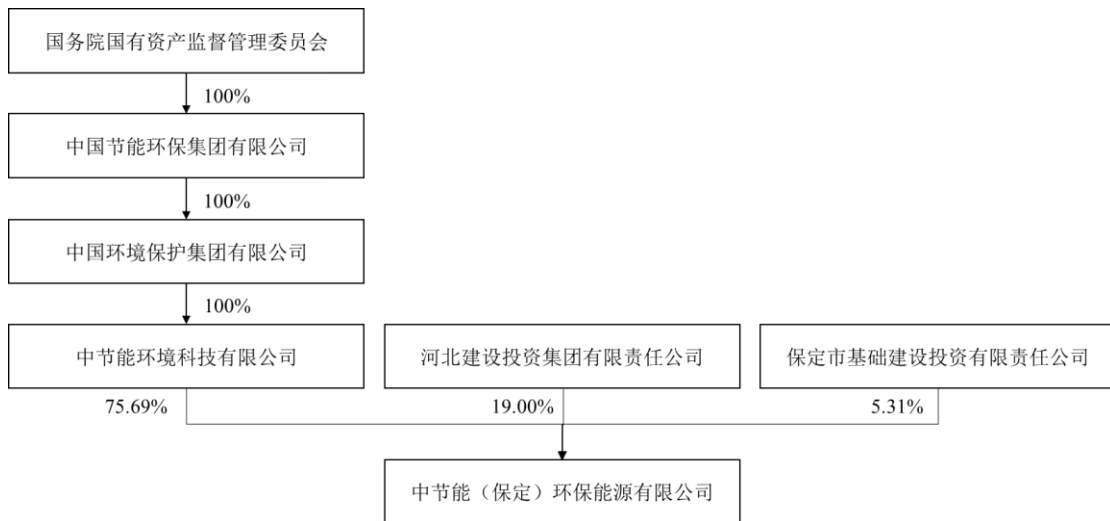 国务院国有资产监督管理委员会
100%
中国节能环保集团有限公司
100%
中国环境保护集团有限公司
100%
中节能环境科技有限公司
河北建设投资集团有限责任公司
保定市基础建设投资有限责任公司
75.69%
19.00%
5.31%
中节能（保定）环保能源有限公司